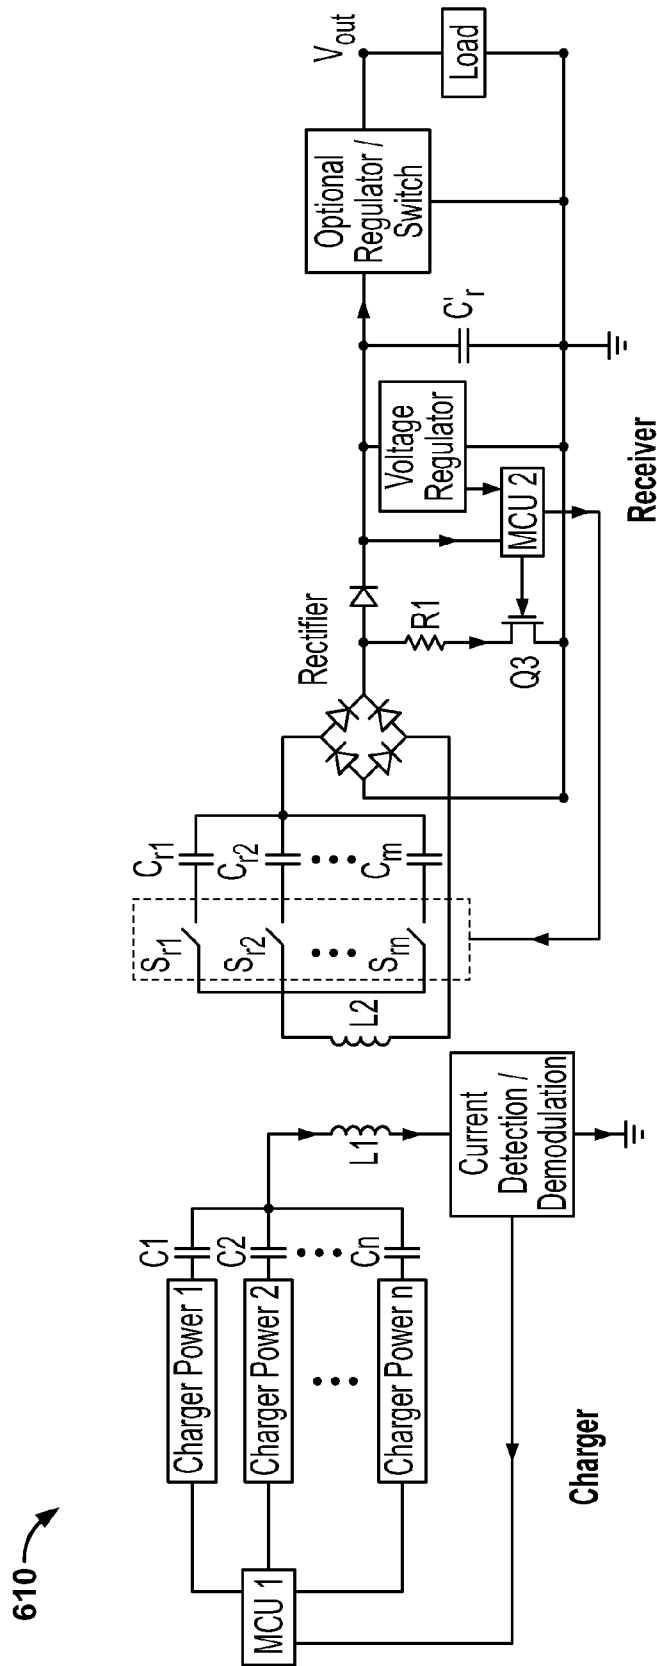 610
MCU 1
Charger Power 1
Charger Power 2
Charger Power n
C1
C2
Cn
L1
Current
Detection /
Demodulation
Charger
L2
Sr1
Sr2
Srn
Cr1
Cr2
Crn
Rectifier
R1
Q3
MCU 2
Voltage
Regulator
C'r
Optional
Regulator /
Switch
Vout
Load
Receiver